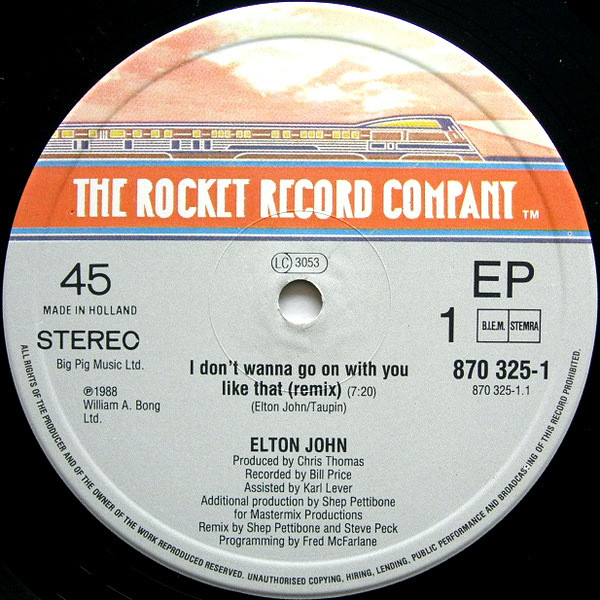 THE ROCKET RECORD COMPANY TM
LC 3053
45
MADE IN HOLLAND
STEREO
Big Pig Music Ltd.
℗1988
William A. Bong
Ltd.
EP
1
B.I.E.M. STEMRA
870 325-1
870 325-1.1
I don't wanna go on with you
like that (remix) (7:20)
(Elton John/Taupin)
ELTON JOHN
Produced by Chris Thomas
Recorded by Bill Price
Assisted by Karl Lever
Additional production by Shep Pettibone
for Mastermix Productions
Remix by Shep Pettibone and Steve Peck
Programming by Fred McFarlane
ALL RIGHTS OF THE PRODUCER AND OF THE OWNER OF THE WORK REPRODUCED RESERVED. UNAUTHORISED COPYING, HIRING, LENDING, PUBLIC PERFORMANCE AND BROADCAS-ING OF THIS RECORD PROHIBITED.